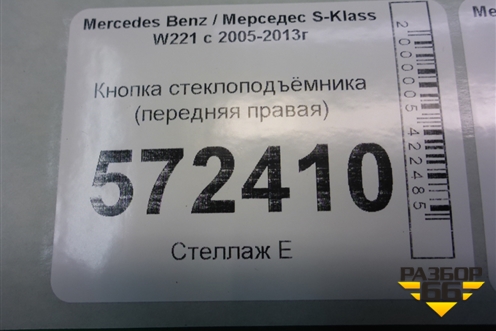 Mercedes Benz / Мерседес S-Klass
W221 с 2005-2013г
Кнопка стеклоподъёмника
(передняя правая)
572410
Стеллаж Е
2000005422485
РАЗБОР
66